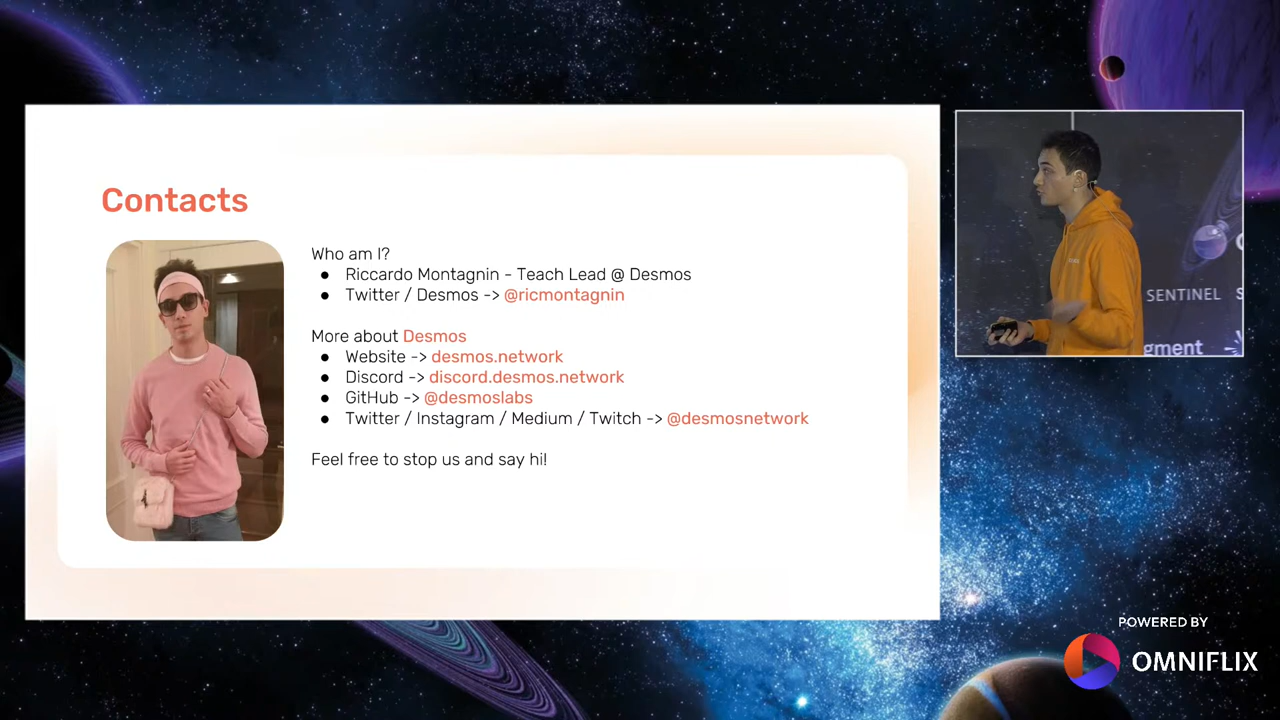 Contacts
Who am I?
● Riccardo Montagnin - Teach Lead @ Desmos
● Twitter / Desmos -> @ricmontagnin
More about Desmos
● Website -> desmos.network
● Discord -> discord.desmos.network
● GitHub -> @desmoslabs
● Twitter / Instagram / Medium / Twitch -> @desmosnetwork
Feel free to stop us and say hi!
SENTINEL
gment
POWERED BY
OMNIFLIX